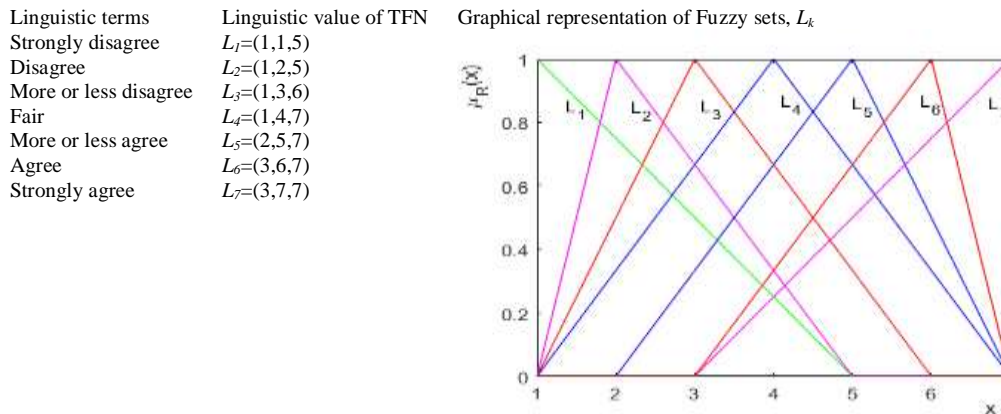 Linguistic terms Linguistic value of TFN Graphical representation of Fuzzy sets, Lk
Strongly disagree L1=(1,1,5)
Disagree L2=(1,2,5)
More or less disagree L3=(1,3,6)
Fair L4=(1,4,7)
More or less agree L5=(2,5,7)
Agree L6=(3,6,7)
Strongly agree L7=(3,7,7)
μR(x)
1
0.8
0.6
0.4
0.2
0
L1 L2 L3 L4 L5 L6 L
1 2 3 4 5 6 7
x